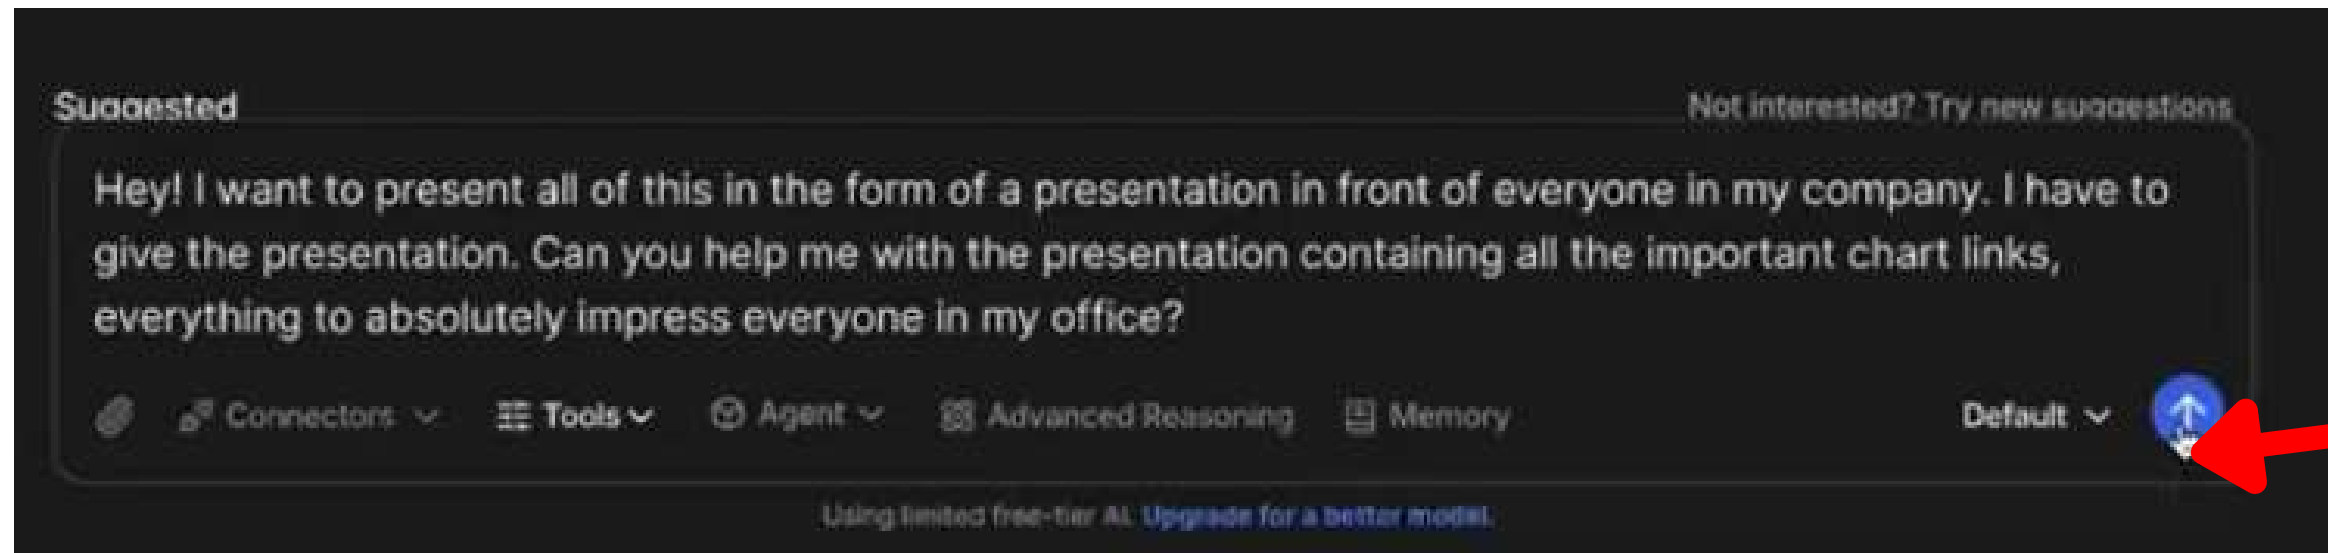 Suggested
Not interested? Try new suggestions
Hey! I want to present all of this in the form of a presentation in front of everyone in my company. I have to
give the presentation. Can you help me with the presentation containing all the important chart links,
everything to absolutely impress everyone in my office?
Connectors
Tools
Agent
Advanced Reasoning
Memory
Default
Using limited free-tier AI. Upgrade for a better model.